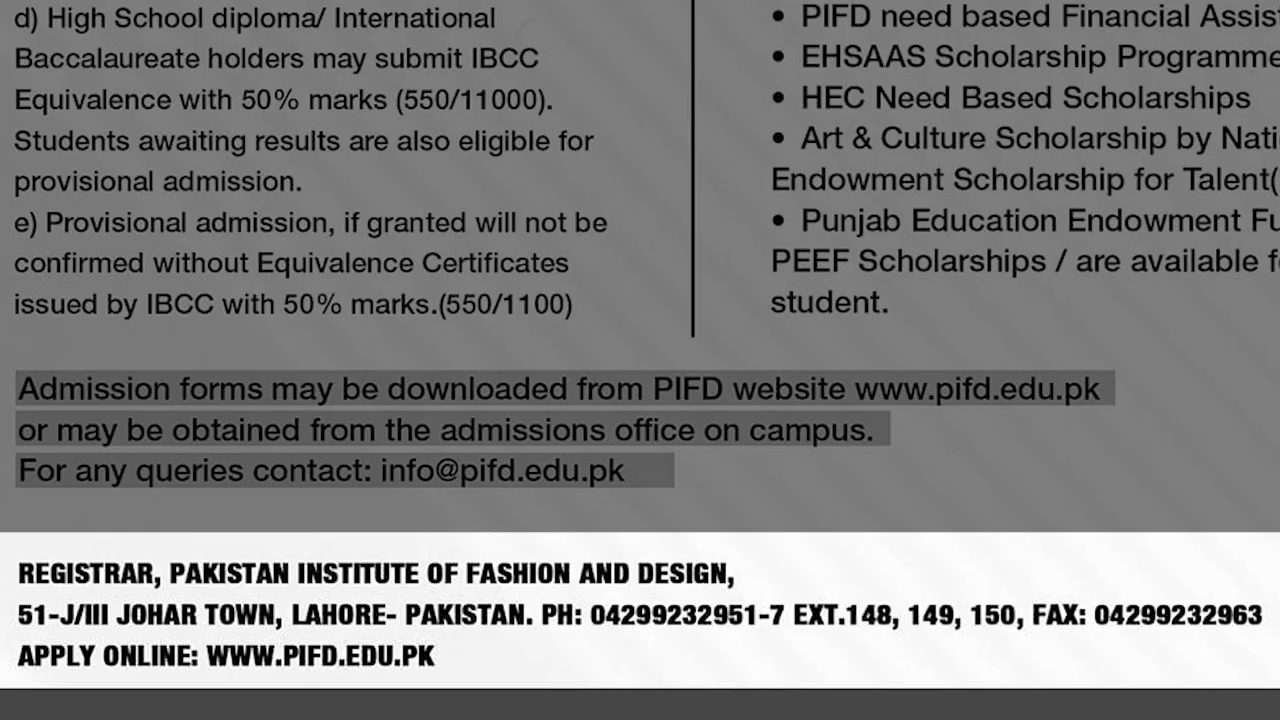 d) High School diploma/ International
Baccalaureate holders may submit IBCC
Equivalence with 50% marks (550/11000).
Students awaiting results are also eligible for
provisional admission.
e) Provisional admission, if granted will not be
confirmed without Equivalence Certificates
issued by IBCC with 50% marks.(550/1100)
• PIFD need based Financial
• EHSAAS Scholarship Programme
• HEC Need Based Scholarships
• Art & Culture Scholarship by
Endowment Scholarship for Talent(
• Punjab Education Endowment
PEEF Scholarships / are available
student.
Admission forms may be downloaded from PIFD website www.pifd.edu.pk
or may be obtained from the admissions office on campus.
For any queries contact: info@pifd.edu.pk
REGISTRAR, PAKISTAN INSTITUTE OF FASHION AND DESIGN,
51-J/III JOHAR TOWN, LAHORE- PAKISTAN. PH: 04299232951-7 EXT.148, 149, 150, FAX: 04299232963
APPLY ONLINE: WWW.PIFD.EDU.PK